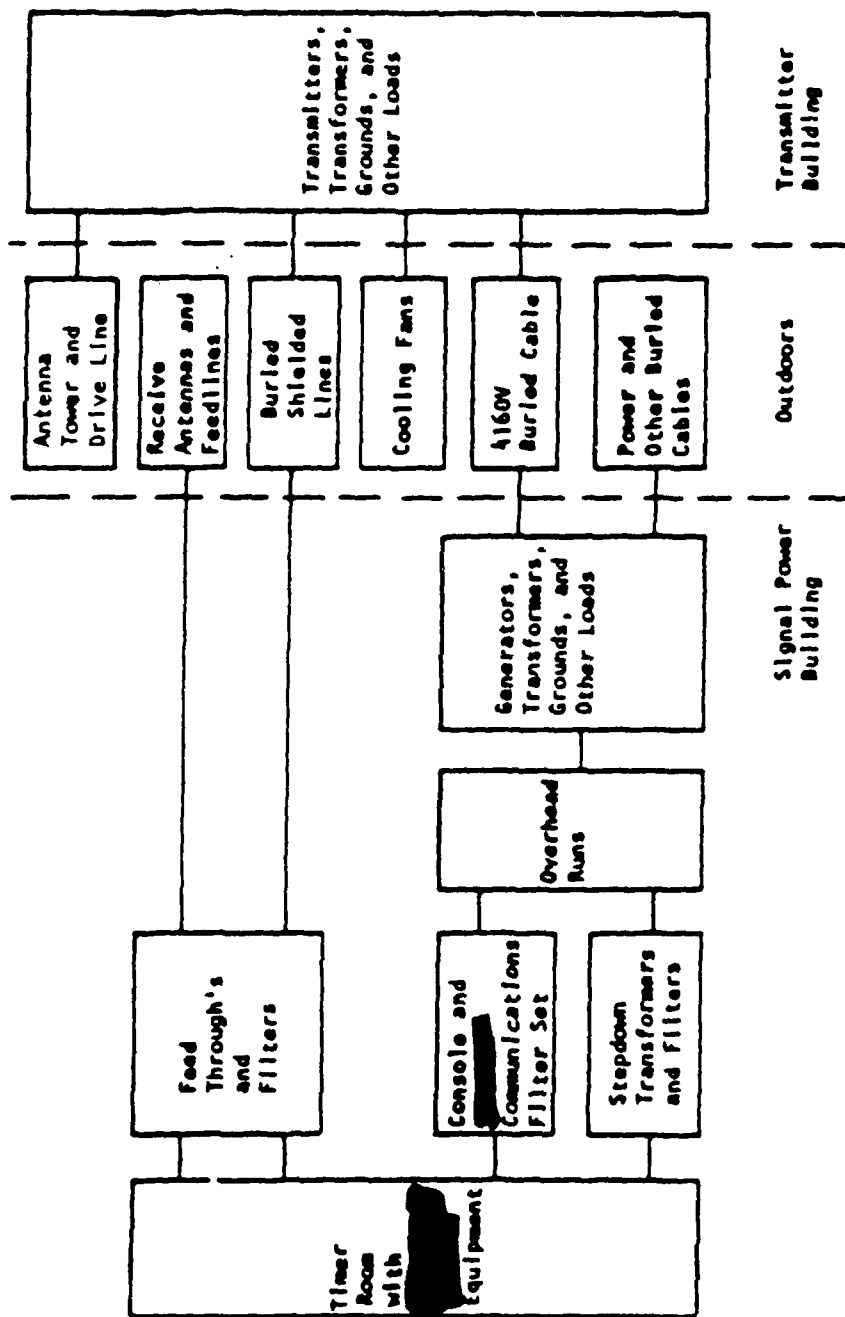 Timer
Room
with
Equipment
Feed
Through's
and
Filters
Console and
Communications
Filter Set
Stepdown
Transformers
and Filters
Overhead
Runs
Generators,
Transformers,
Grounds, and
Other Loads
Signal Power
Building
Antenna
Tower and
Drive Line
Receive
Antennas and
Feedlines
Buried
Shielded
Lines
Cooling Fans
4160V
Buried Cable
Power and
Other Buried
Cables
Outdoors
Transmitters,
Transformers,
Grounds, and
Other Loads
Transmitter
Building